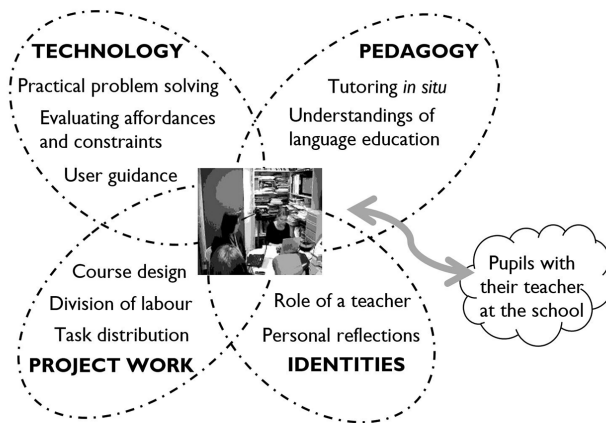 TECHNOLOGY
Practical problem solving
Evaluating affordances
and constraints
User guidance
PEDAGOGY
Tutoring in situ
Understandings of
language education
Course design
Division of labour
Task distribution
PROJECT WORK
Role of a teacher
Personal reflections
IDENTITIES
Pupils with
their teacher
at the school